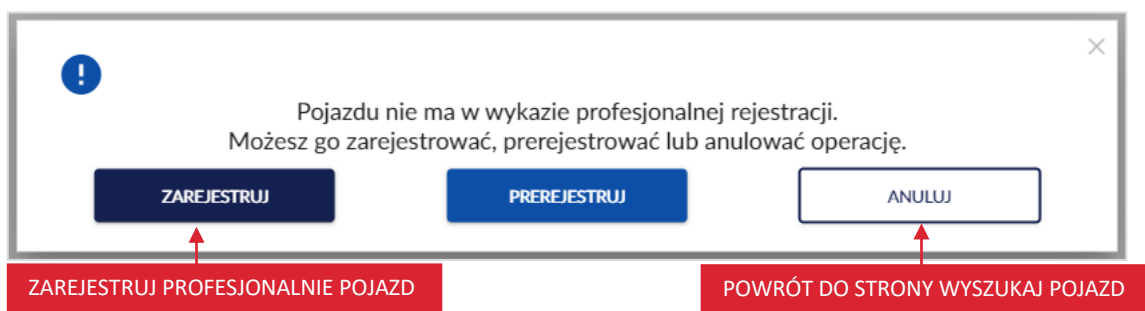 Pojazdu nie ma w wykazie profesjonalnej rejestracji.
Możesz go zarejestrować, prerejestrować lub anulować operację.
ZAREJESTRUJ
PREREJESTRUJ
ANULUJ
ZAREJESTRUJ PROFESJONALNIE POJAZD
POWRÓT DO STRONY WYSZUKAJ POJAZD